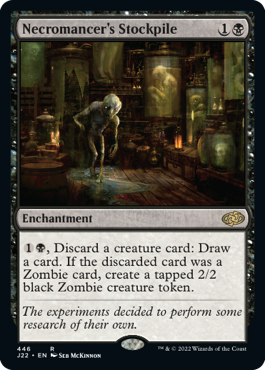 Necromancer's Stockpile 1
Enchantment
1 , Discard a creature card: Draw
a card. If the discarded card was a
Zombie card, create a tapped 2/2
black Zombie creature token.
The experiments decided to perform some
research of their own.
446 R
J22 • EN Seb McKinnon
™ & © 2022 Wizards of the Coast